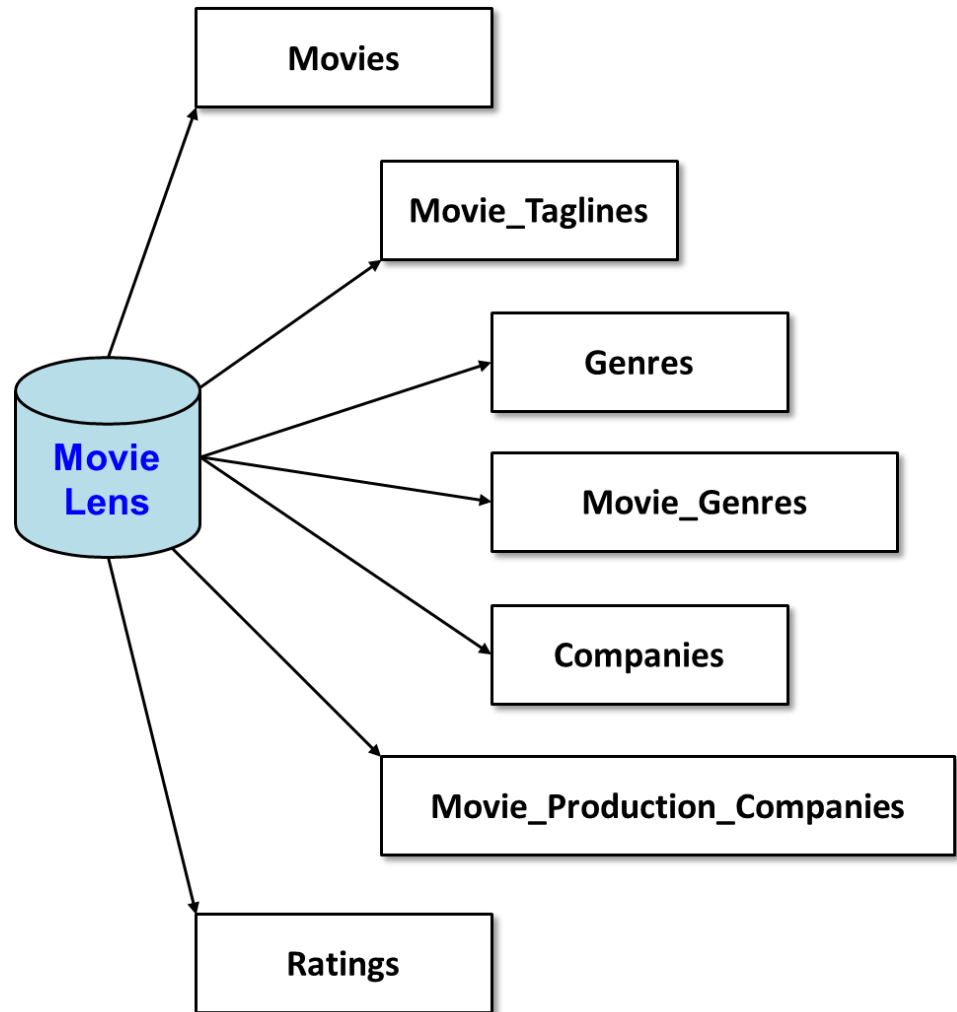 Movies
Movie_Taglines
Genres
Movie
Lens
Movie_Genres
Companies
Movie_Production_Companies
Ratings